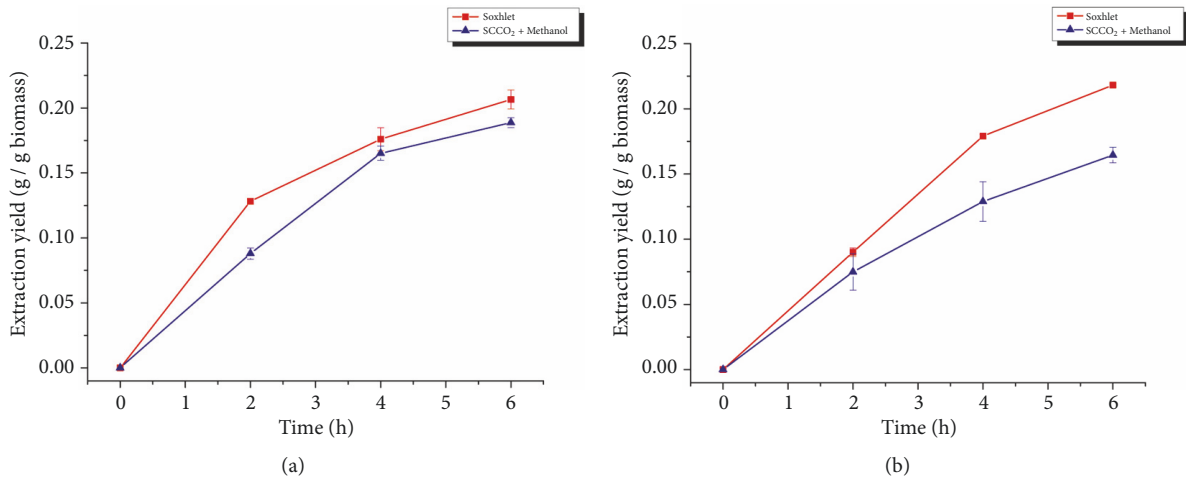 Soxhlet
SCCO₂ + Methanol
0.25
0.20
0.15
0.10
0.05
0.00
Extraction yield (g / g biomass)
0 1 2 3 4 5 6
Time (h)
(a)
Soxhlet
SCCO₂ + Methanol
0.25
0.20
0.15
0.10
0.05
0.00
Extraction yield (g / g biomass)
0 1 2 3 4 5 6
Time (h)
(b)